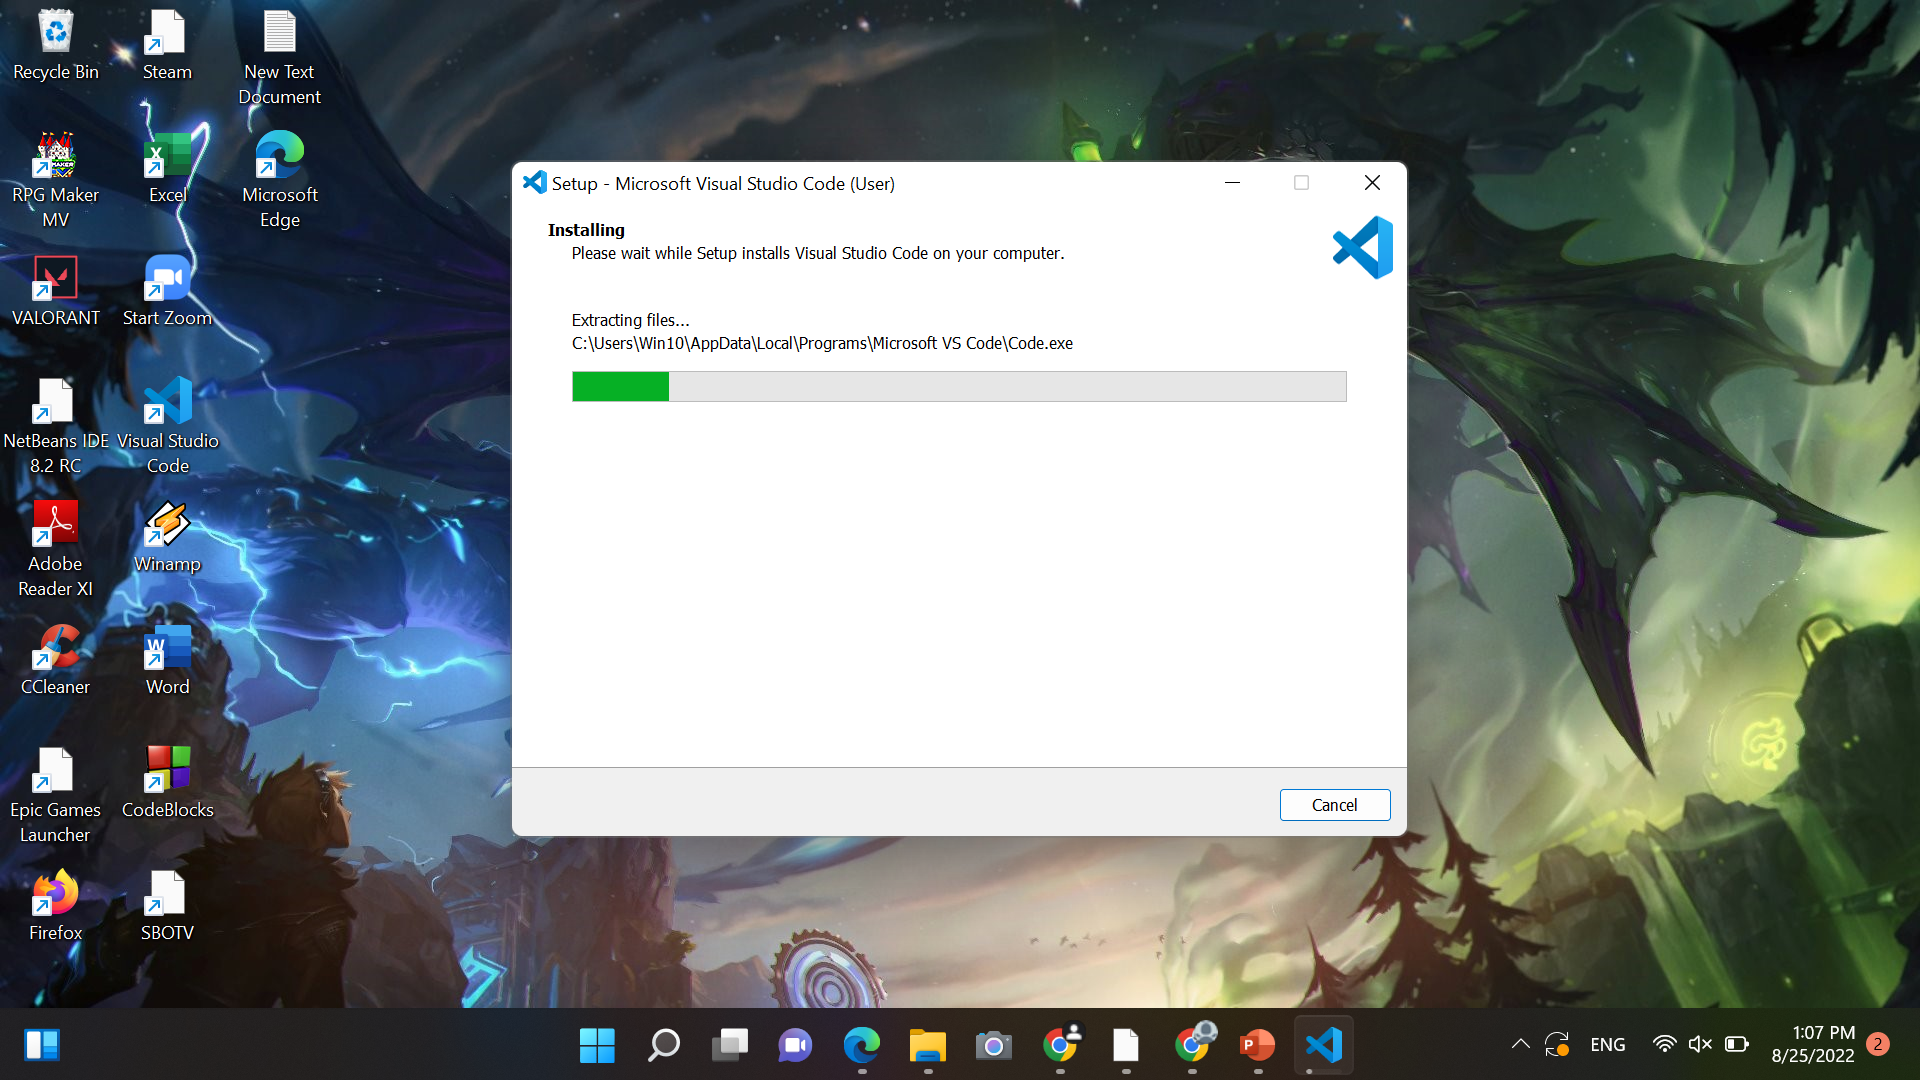 Recycle Bin
Steam
New Text
Document
RPG Maker
MV
Excel
Microsoft
Edge
VALORANT
Start Zoom
NetBeans IDE
8.2 RC
Visual Studio
Code
Adobe
Reader XI
Winamp
CCleaner
Word
Epic Games
Launcher
CodeBlocks
Firefox
SBOTV
Setup - Microsoft Visual Studio Code (User)
Installing
Please wait while Setup installs Visual Studio Code on your computer.
Extracting files...
C:\Users\Win10\AppData\Local\Programs\Microsoft VS Code\Code.exe
Cancel
ENG
1:07 PM
8/25/2022
2